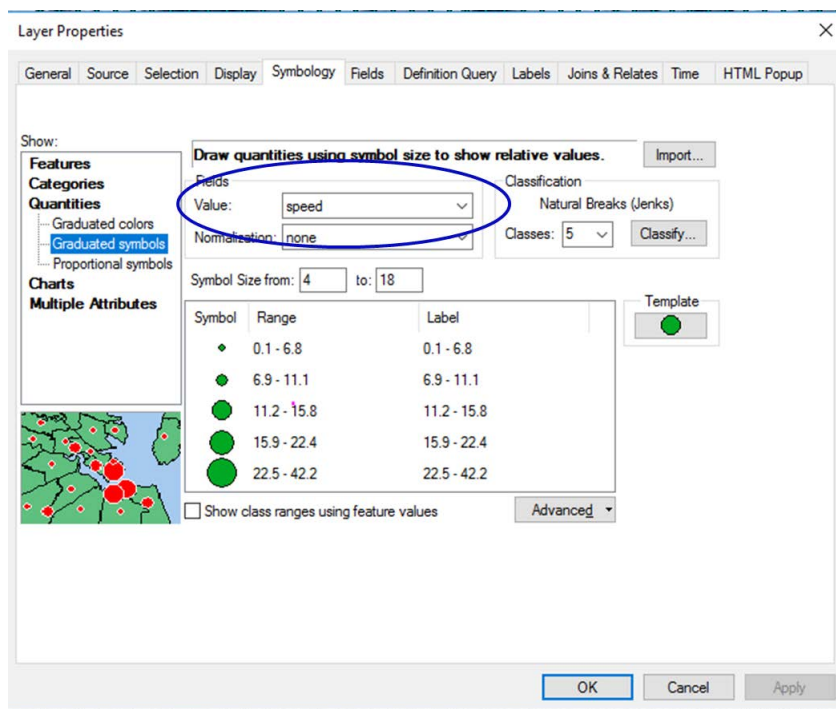 Layer Properties
General Source Selection Display Symbology Fields Definition Query Labels Joins & Relates Time HTML Popup
Show:
Features
Categories
Quantities
Graduated colors
Graduated symbols
Proportional symbols
Charts
Multiple Attributes
Draw quantities using symbol size to show relative values.
Import...
Fields
Value: speed
Normalization: none
Classification
Natural Breaks (Jenks)
Classes: 5 Classify...
Symbol Size from: 4 to: 18
Symbol Range Label
0.1 - 6.8 0.1 - 6.8
6.9 - 11.1 6.9 - 11.1
11.2 - 15.8 11.2 - 15.8
15.9 - 22.4 15.9 - 22.4
22.5 - 42.2 22.5 - 42.2
Template
Show class ranges using feature values
Advanced
OK Cancel Apply